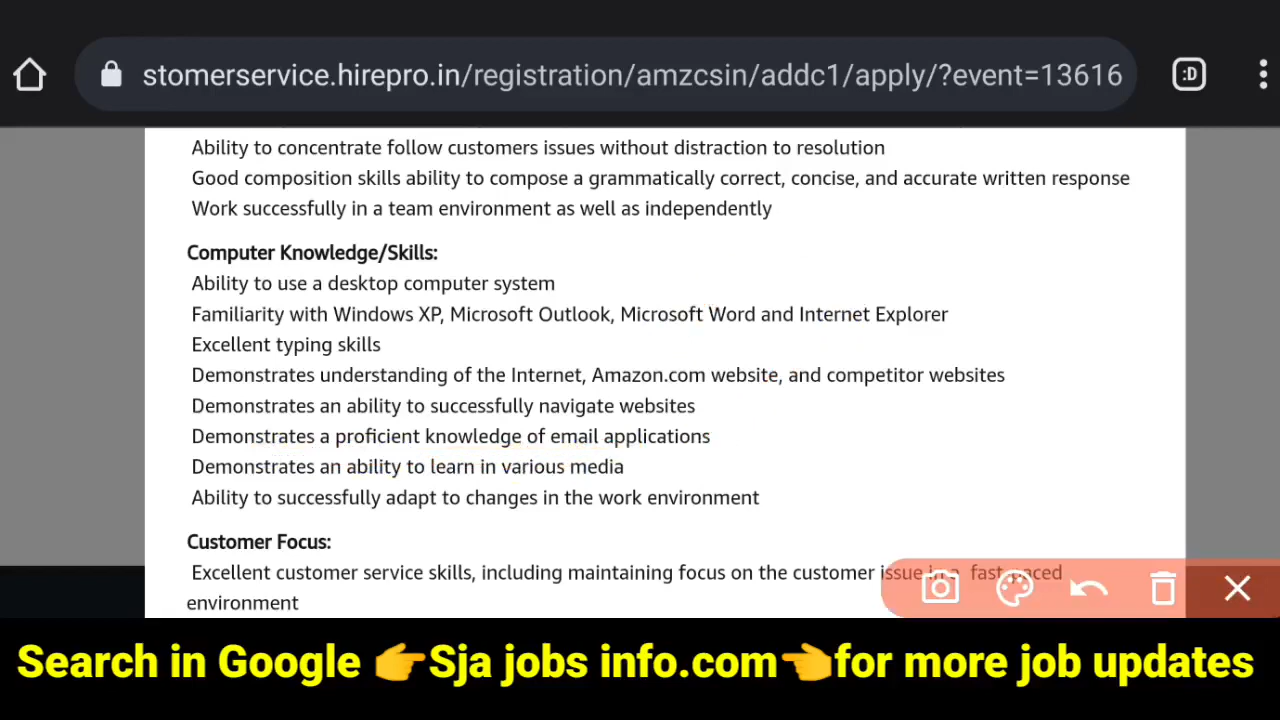 stomerservice.hirepro.in/registration/amzcsin/addc1/apply/?event=13616
:D
Ability to concentrate follow customers issues without distraction to resolution
Good composition skills ability to compose a grammatically correct, concise, and accurate written response
Work successfully in a team environment as well as independently
Computer Knowledge/Skills:
Ability to use a desktop computer system
Familiarity with Windows XP, Microsoft Outlook, Microsoft Word and Internet Explorer
Excellent typing skills
Demonstrates understanding of the Internet, Amazon.com website, and competitor websites
Demonstrates an ability to successfully navigate websites
Demonstrates a proficient knowledge of email applications
Demonstrates an ability to learn in various media
Ability to successfully adapt to changes in the work environment
Customer Focus:
Excellent customer service skills, including maintaining focus on the customer issue in a fast-paced
environment
Search in Google 👉Sja jobs info.com👈for more job updates